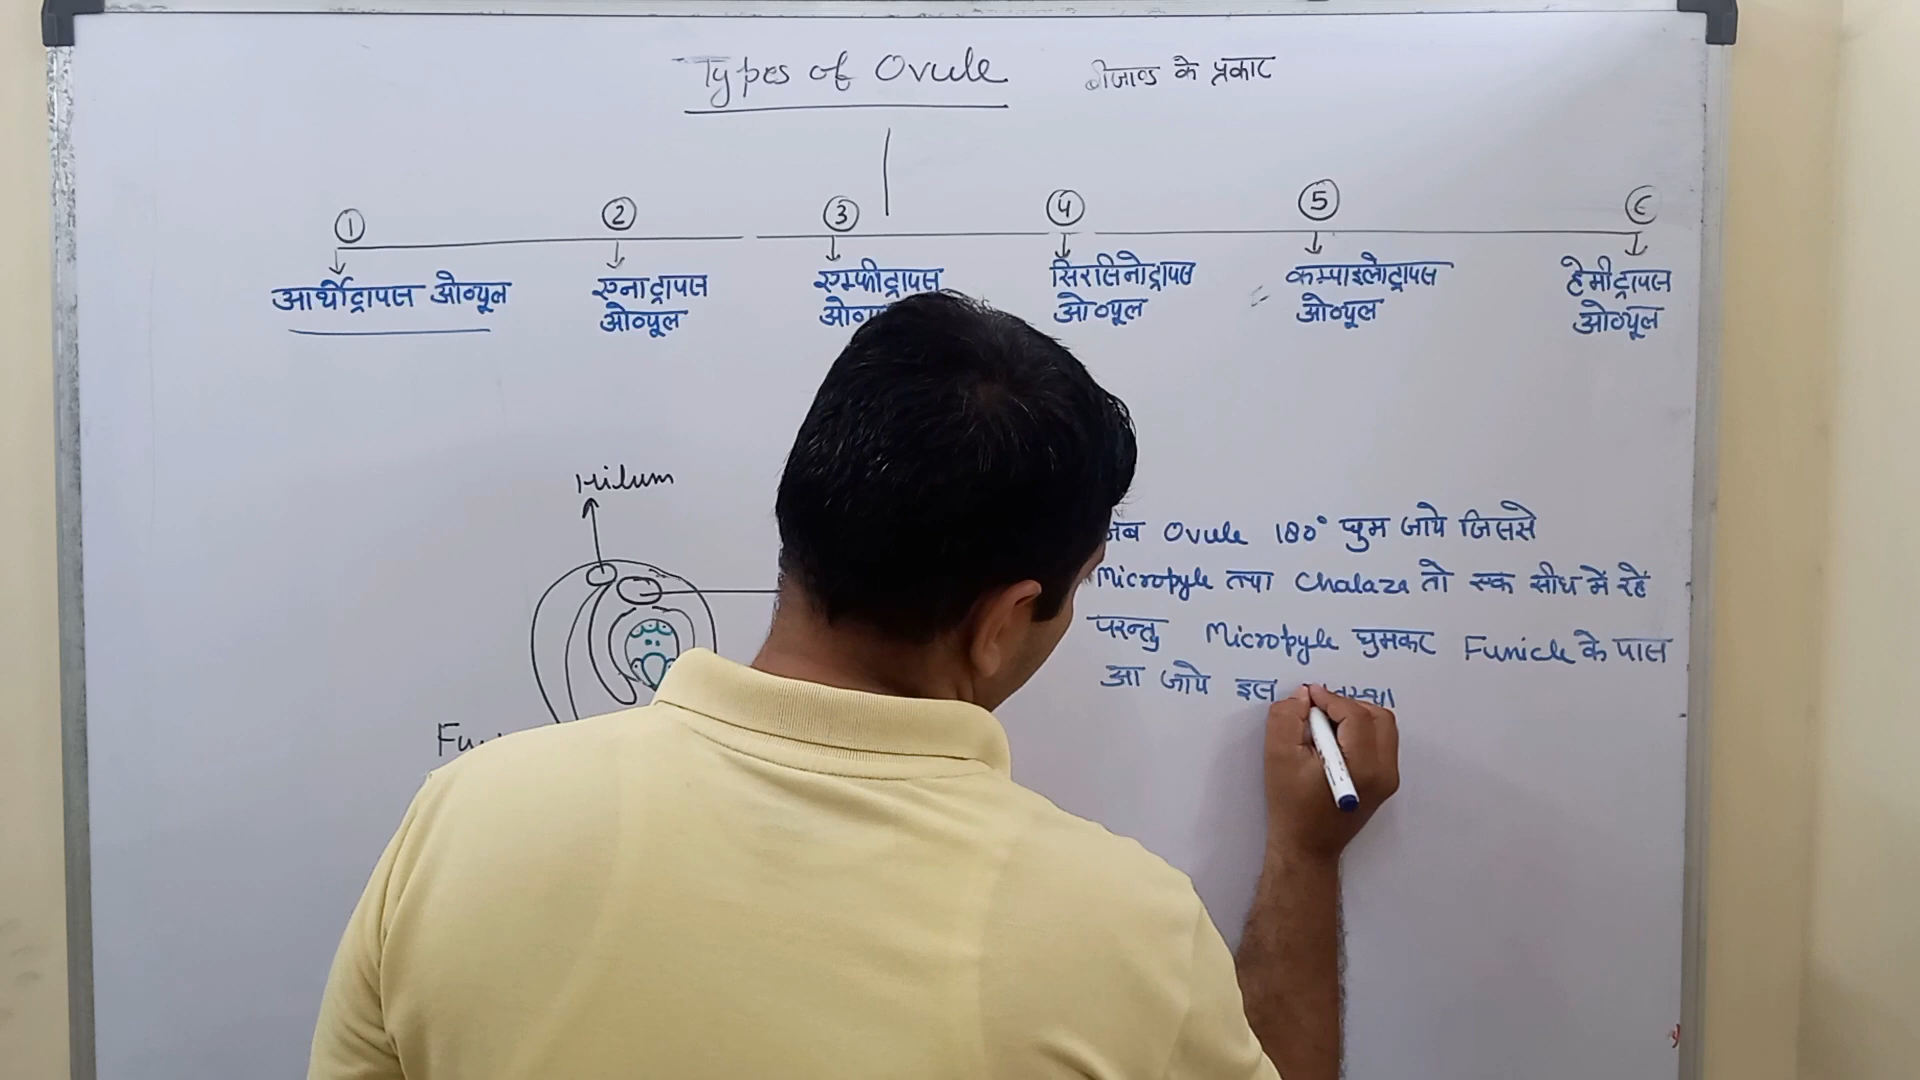 Types of Ovule बीजाण्ड के प्रकार
1 2 3 4 5 6
आर्थोट्रापस ओव्यूल
एनाट्रापस
ओव्यूल
एम्फीट्रापस
सिरसिनोट्रापस
ओव्यूल
कम्पाइलोट्रापस
ओव्यूल
हेमीट्रापस
ओव्यूल
Hilum
जब Ovule 180° घुम जाये जिससे
Micropyle तथा Chalaza तो एक सीध में रहें
परन्तु Micropyle घुमकर Funicle के पास
आ जाये इस